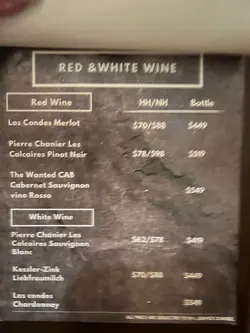 RED &WHITE WINE
Red Wine HH/NH Bottle
Las Condes Merlot $70/$88 $449
Pierre Chanier Les
Calcaires Pinot Noir $78/$98 $519
The Wanted CAB
Cabernet Sauvignon
vino Rosso $549
White Wine
Pierre Chanier Les
Calcaires Sauvignon $62/$78 $419
Blanc
Kessler-Zink
Liebfraumilch $70/$88 $449
Las condes
Chardonnay $549